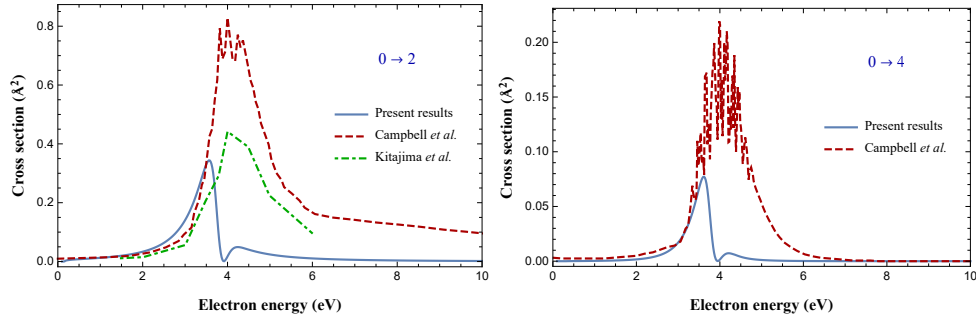 0 → 2
Present results
Campbell et al.
Kitajima et al.
Cross section (Å²)
0.8
0.6
0.4
0.2
0.0
0
2
4
6
8
10
Electron energy (eV)
0 → 4
Present results
Campbell et al.
Cross section (Å²)
0.20
0.15
0.10
0.05
0.00
0
2
4
6
8
10
Electron energy (eV)